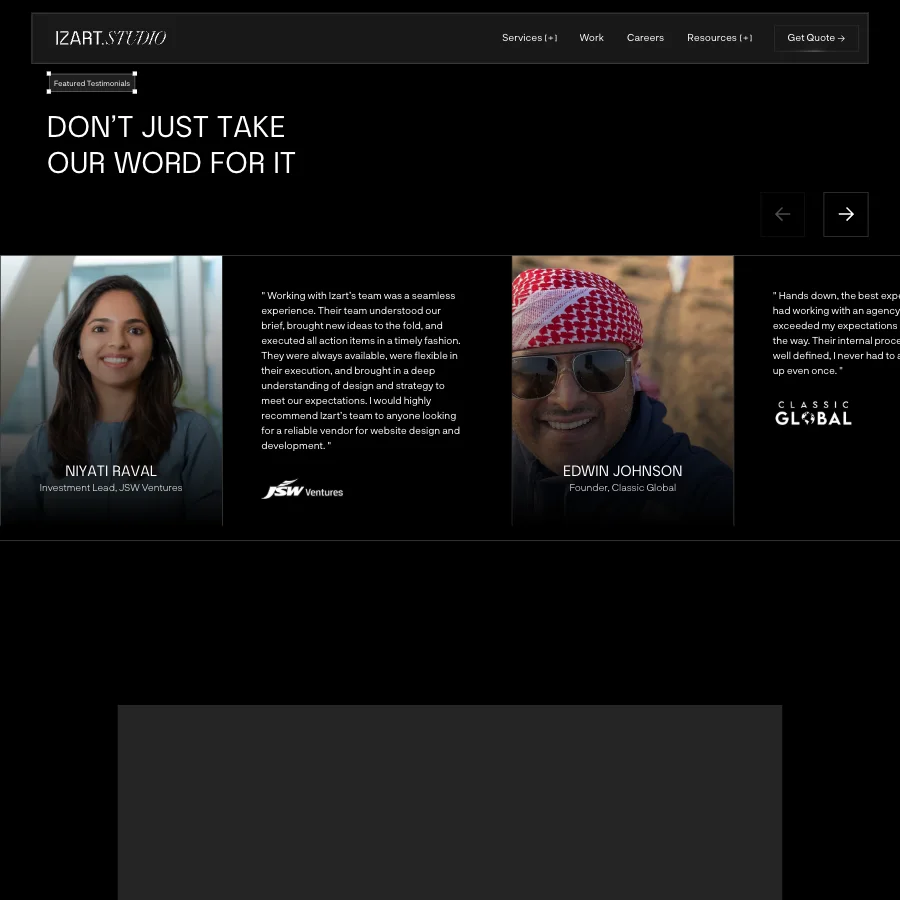 IZART.STUDIO
Services [+]
Work
Careers
Resources [+]
Get Quote →
Featured Testimonials
DON’T JUST TAKE
OUR WORD FOR IT
" Working with Izart’s team was a seamless
experience. Their team understood our
brief, brought new ideas to the fold, and
executed all action items in a timely fashion.
They were always available, were flexible in
their execution, and brought in a deep
understanding of design and strategy to
meet our expectations. I would highly
recommend Izart’s team to anyone looking
for a reliable vendor for website design and
development. "
JSW Ventures
NIYATI RAVAL
Investment Lead, JSW Ventures
EDWIN JOHNSON
Founder, Classic Global
" Hands down, the best
had working with an agency
exceeded my expectations
the way. Their internal
well defined, I never had to
up even once. "
CLASSIC
GLOBAL